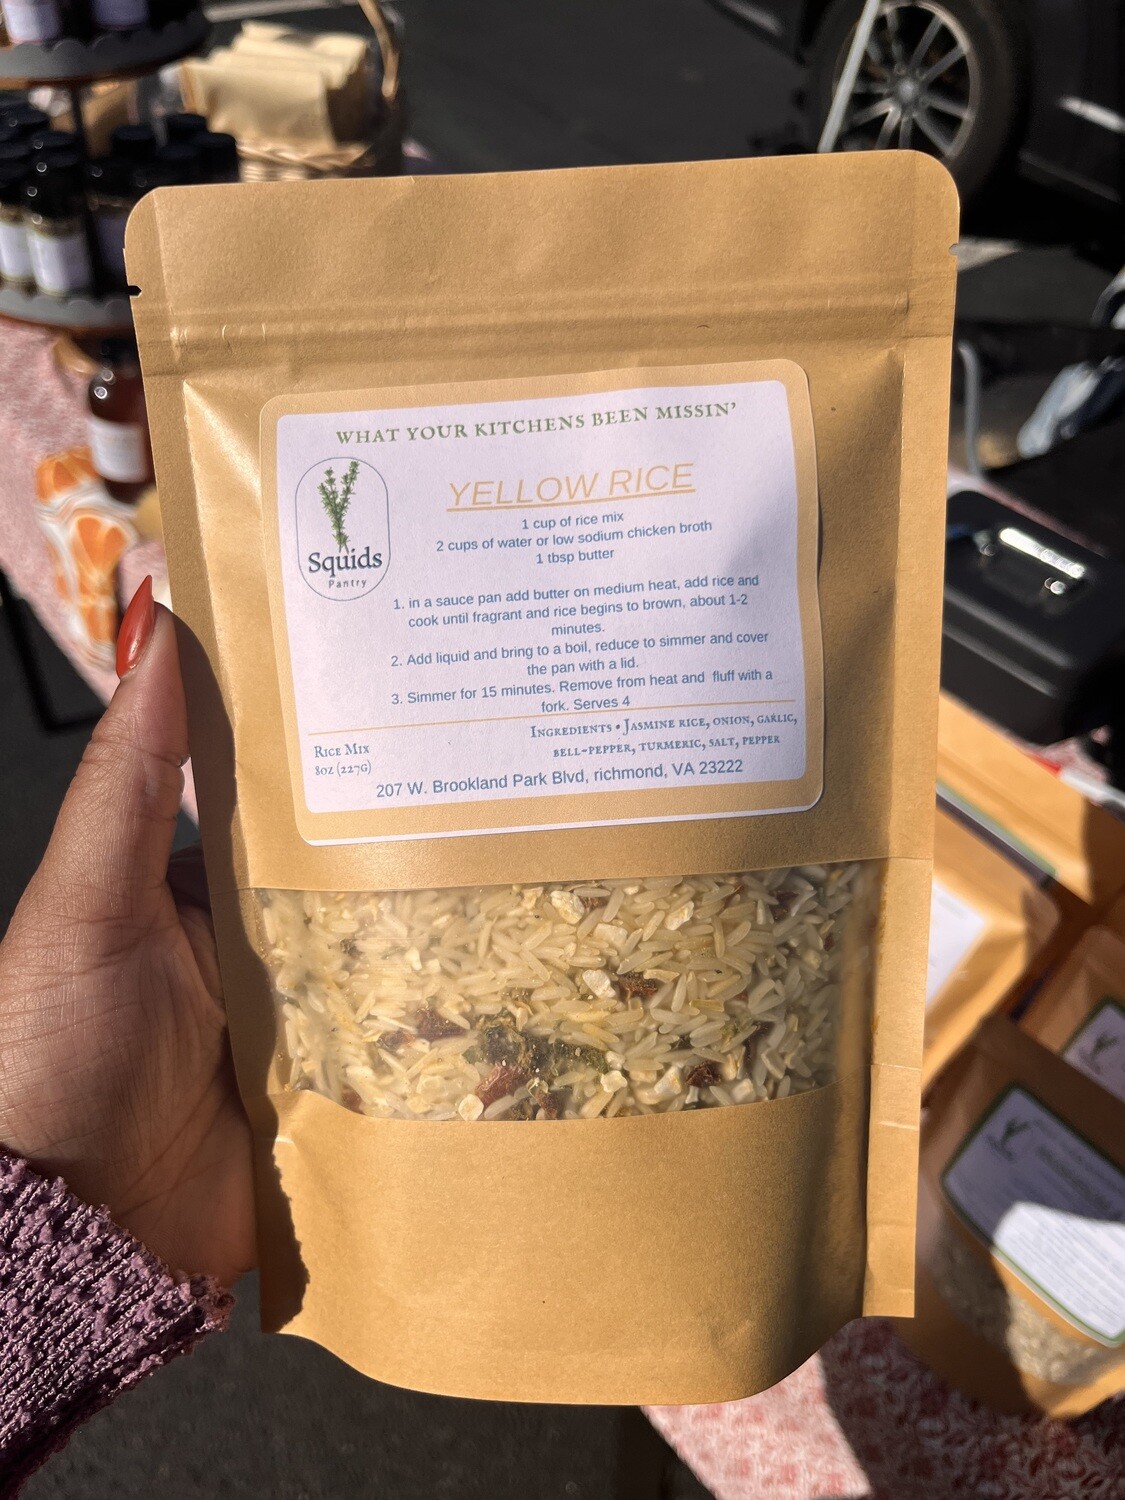 WHAT YOUR KITCHENS BEEN MISSIN'
YELLOW RICE
1 cup of rice mix
2 cups of water or low sodium chicken broth
1 tbsp butter
Squids
Pantry
1. in a sauce pan add butter on medium heat, add rice and
cook until fragrant and rice begins to brown, about 1-2
minutes.
2. Add liquid and bring to a boil, reduce to simmer and cover
the pan with a lid.
3. Simmer for 15 minutes. Remove from heat and fluff with a
fork. Serves 4
Ingredients • Jasmine rice, onion, garlic,
bell-pepper, turmeric, salt, pepper
Rice Mix
8oz (227G)
207 W. Brookland Park Blvd, richmond, VA 23222